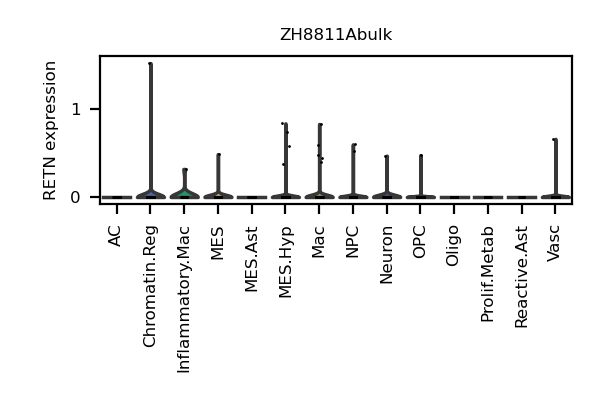 ZH8811Abulk
RETN expression
1
0
AC
Chromatin.Reg
Inflammatory.Mac
MES
MES.Ast
MES.Hyp
Mac
NPC
Neuron
OPC
Oligo
Prolif.Metab
Reactive.Ast
Vasc